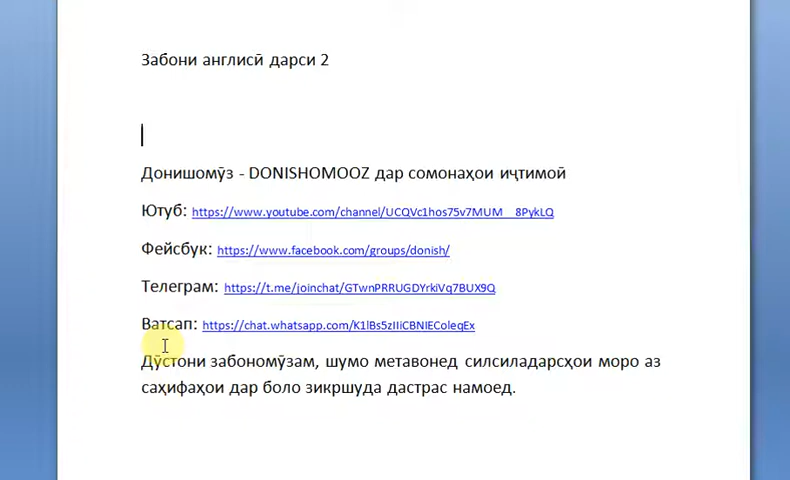 Забони англисӣ дарси 2
Донишомӯз - DONISHOMOOZ дар сомонаҳои иҷтимоӣ
Ютуб: https://www.youtube.com/channel/UCQVc1hos75v7MUM__8PykLQ
Фейсбук: https://www.facebook.com/groups/donish/
Телеграм: https://t.me/joinchat/GTwnPRRUGDYrkiVq7BUX9Q
Ватсап: https://chat.whatsapp.com/K1lBs5zIIiCBNlEColeqEx
Дӯстони забономӯзам, шумо метавонед силсиладарсҳои моро аз
саҳифаҳои дар боло зикршуда дастрас намоед.